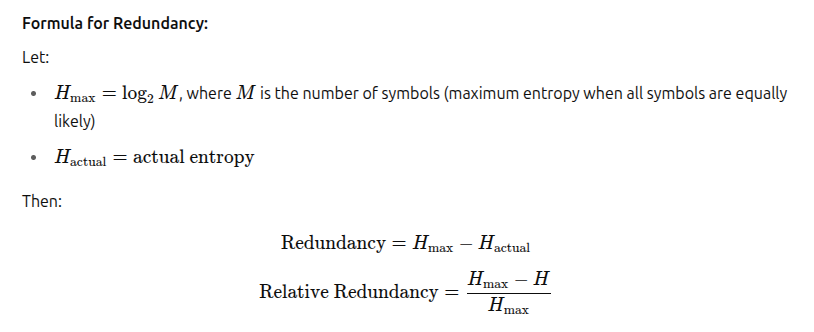 Formula for Redundancy:
Let:
• H_max = log₂ M, where M is the number of symbols (maximum entropy when all symbols are equally
likely)
• H_actual = actual entropy
Then:
Redundancy = H_max − H_actual
Relative Redundancy = (H_max − H) / H_max